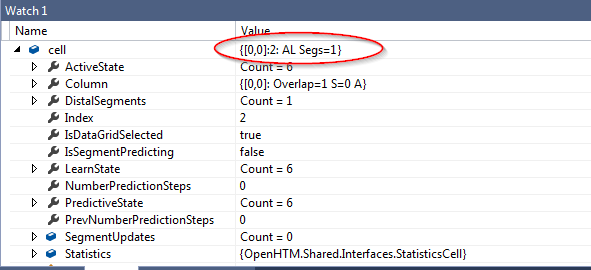 Watch 1
Name Value
cell {[0,0]:2: AL Segs=1}
ActiveState Count = 6
Column {[0,0]: Overlap=1 S=0 A}
DistalSegments Count = 1
Index 2
IsDataGridSelected true
IsSegmentPredicting false
LearnState Count = 6
NumberPredictionSteps 0
PredictiveState Count = 6
PrevNumberPredictionSteps 0
SegmentUpdates Count = 0
Statistics {OpenHTM.Shared.Interfaces.StatisticsCell}